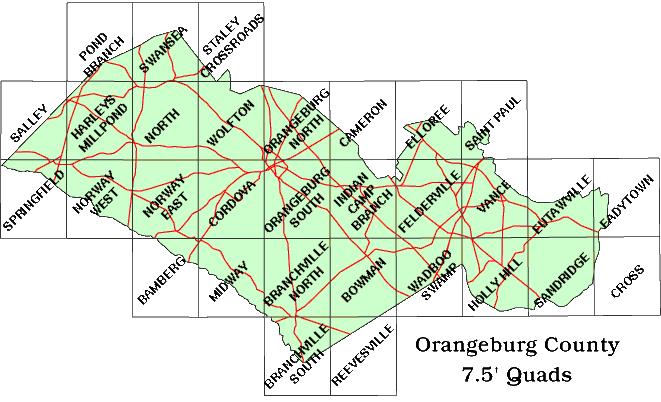 POND
BRANCH
SWANSEA
STALEY
CROSSROADS
SALLEY
HARLEYS
MILLPOND
NORTH
WOLFTON
ORANGEBURG
NORTH
CAMERON
ELLOREE
SAINT PAUL
SPRINGFIELD
NORWAY
WEST
NORWAY
EAST
CORDOVA
ORANGEBURG
SOUTH
INDIAN
CAMP
BRANCH
FELDERVILLE
VANCE
EUTAWVILLE
EADYTOWN
BAMBERG
MIDWAY
BRANCHVILLE
NORTH
BOWMAN
WADBOO
SWAMP
HOLLY HILL
SANDRIDGE
CROSS
BRANCHVILLE
SOUTH
REEVESVILLE
Orangeburg County
7.5' Quads